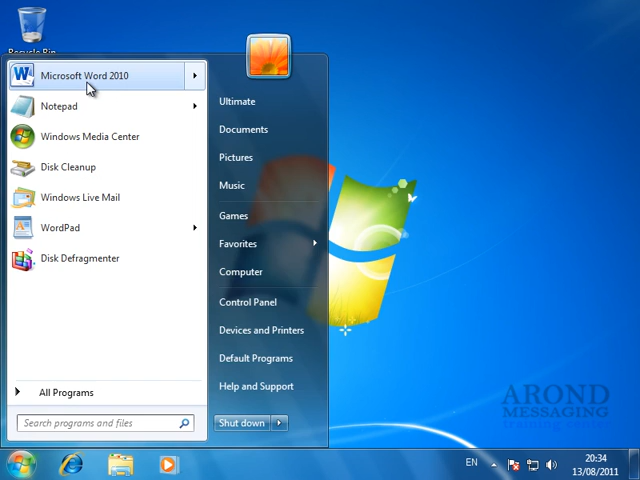 Recycle Bin
Microsoft Word 2010
Notepad
Windows Media Center
Disk Cleanup
Windows Live Mail
WordPad
Disk Defragmenter
All Programs
Search programs and files
Ultimate
Documents
Pictures
Music
Games
Favorites
Computer
Control Panel
Devices and Printers
Default Programs
Help and Support
Shut down
AROND
MESSAGING
training center
EN
20:34
13/08/2011